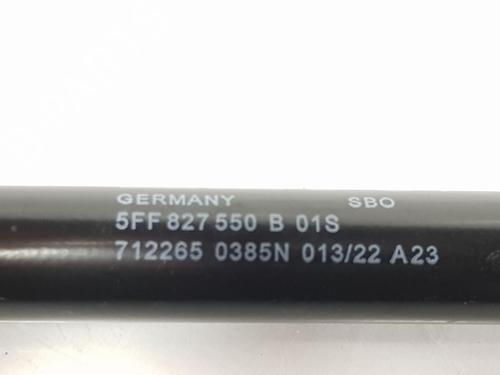 GERMANY SBO
5FF 827 550 B 01S
712265 0385N 013/22 A23